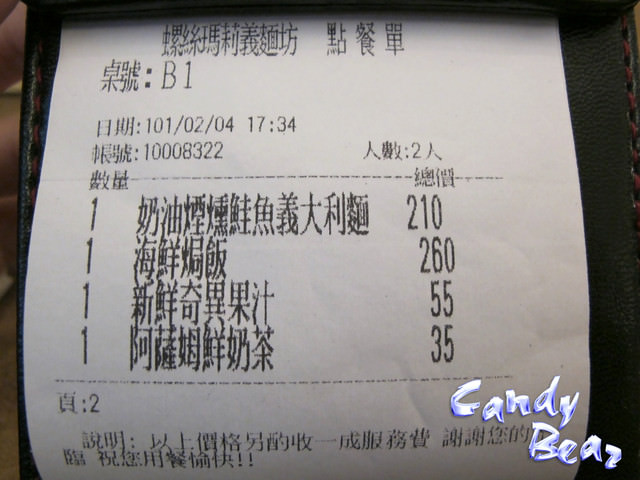 螺絲瑪莉義麵坊 點餐單
桌號:B1
日期:101/02/04 17:34
帳號:10008322 人數:2人
數量 總價
1 奶油煙燻鮭魚義大利麵 210
1 海鮮焗飯 260
1 新鮮奇異果汁 55
1 阿薩姆鮮奶茶 35
頁:2
說明: 以上價格另酌收一成服務費 謝謝您的
臨 祝您用餐愉快!!
Candy
Bear